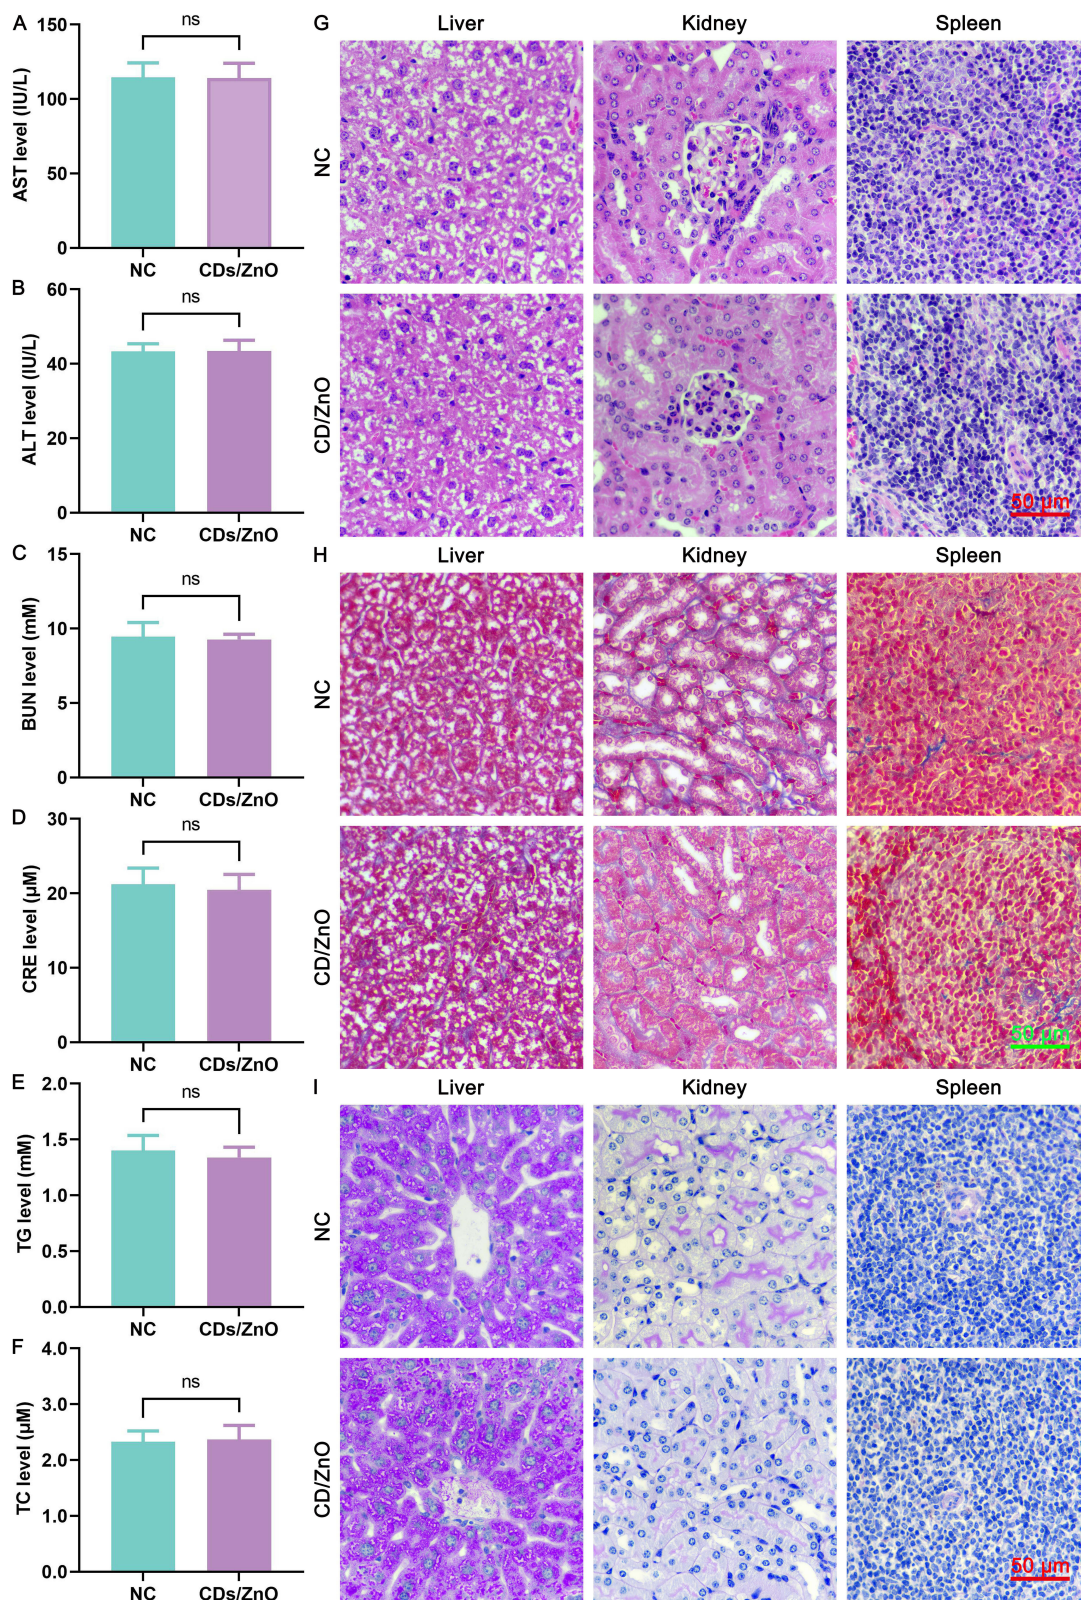 A
AST level (IU/L)
150
100
50
0
ns
NC
CDs/ZnO
B
ALT level (IU/L)
60
40
20
0
ns
NC
CDs/ZnO
C
BUN level (mM)
15
10
5
0
ns
NC
CDs/ZnO
D
CRE level (μM)
30
20
10
0
ns
NC
CDs/ZnO
E
TG level (mM)
2.0
1.5
1.0
0.5
0.0
ns
NC
CDs/ZnO
F
TC level (μM)
4.0
3.0
2.0
1.0
0.0
ns
NC
CDs/ZnO
G
Liver
Kidney
Spleen
NC
CD/ZnO
50 μm
H
Liver
Kidney
Spleen
NC
CD/ZnO
50 μm
I
Liver
Kidney
Spleen
NC
CD/ZnO
50 μm